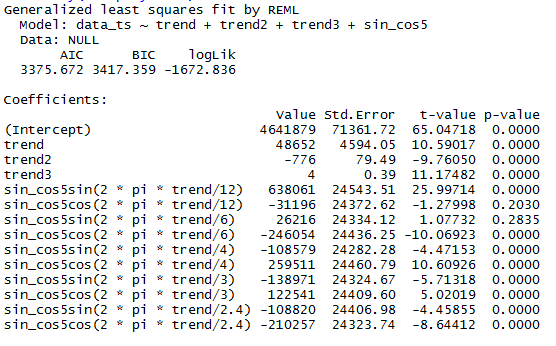 Generalized least squares fit by REML
  Model: data_ts ~ trend + trend2 + trend3 + sin_cos5
  Data: NULL
       AIC      BIC    logLik
  3375.672 3417.359 -1672.836

Coefficients:
                                   Value Std.Error   t-value p-value
(Intercept)                      4641879  71361.72  65.04718  0.0000
trend                              48652   4594.05  10.59017  0.0000
trend2                              -776     79.49  -9.76050  0.0000
trend3                                 4      0.39  11.17482  0.0000
sin_cos5sin(2 * pi * trend/12)    638061  24543.51  25.99714  0.0000
sin_cos5cos(2 * pi * trend/12)    -31196  24372.62  -1.27998  0.2030
sin_cos5sin(2 * pi * trend/6)      26216  24334.12   1.07732  0.2835
sin_cos5cos(2 * pi * trend/6)    -246054  24436.25 -10.06923  0.0000
sin_cos5sin(2 * pi * trend/4)    -108579  24282.28  -4.47153  0.0000
sin_cos5cos(2 * pi * trend/4)     259511  24460.79  10.60926  0.0000
sin_cos5sin(2 * pi * trend/3)    -138971  24324.67  -5.71318  0.0000
sin_cos5cos(2 * pi * trend/3)     122541  24409.60   5.02019  0.0000
sin_cos5sin(2 * pi * trend/2.4)  -108820  24406.98  -4.45855  0.0000
sin_cos5cos(2 * pi * trend/2.4)  -210257  24323.74  -8.64412  0.0000